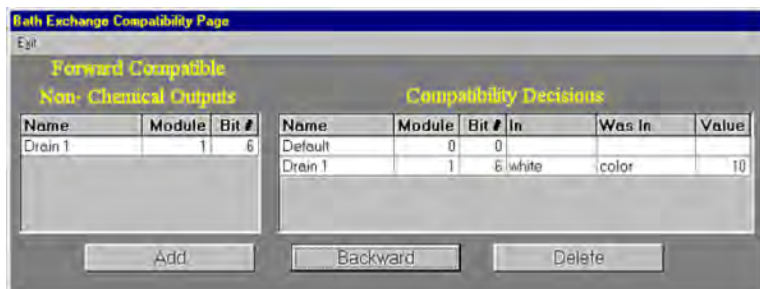 Bath Exchange Compatibility Page
Exit
Forward Compatible
Non- Chemical Outputs
Compatibility Decisions
Name Module Bit # Name Module Bit # In Was In Value
Drain 1 1 6 Default 0 0
Drain 1 1 6 white color 10
Add Backward Delete